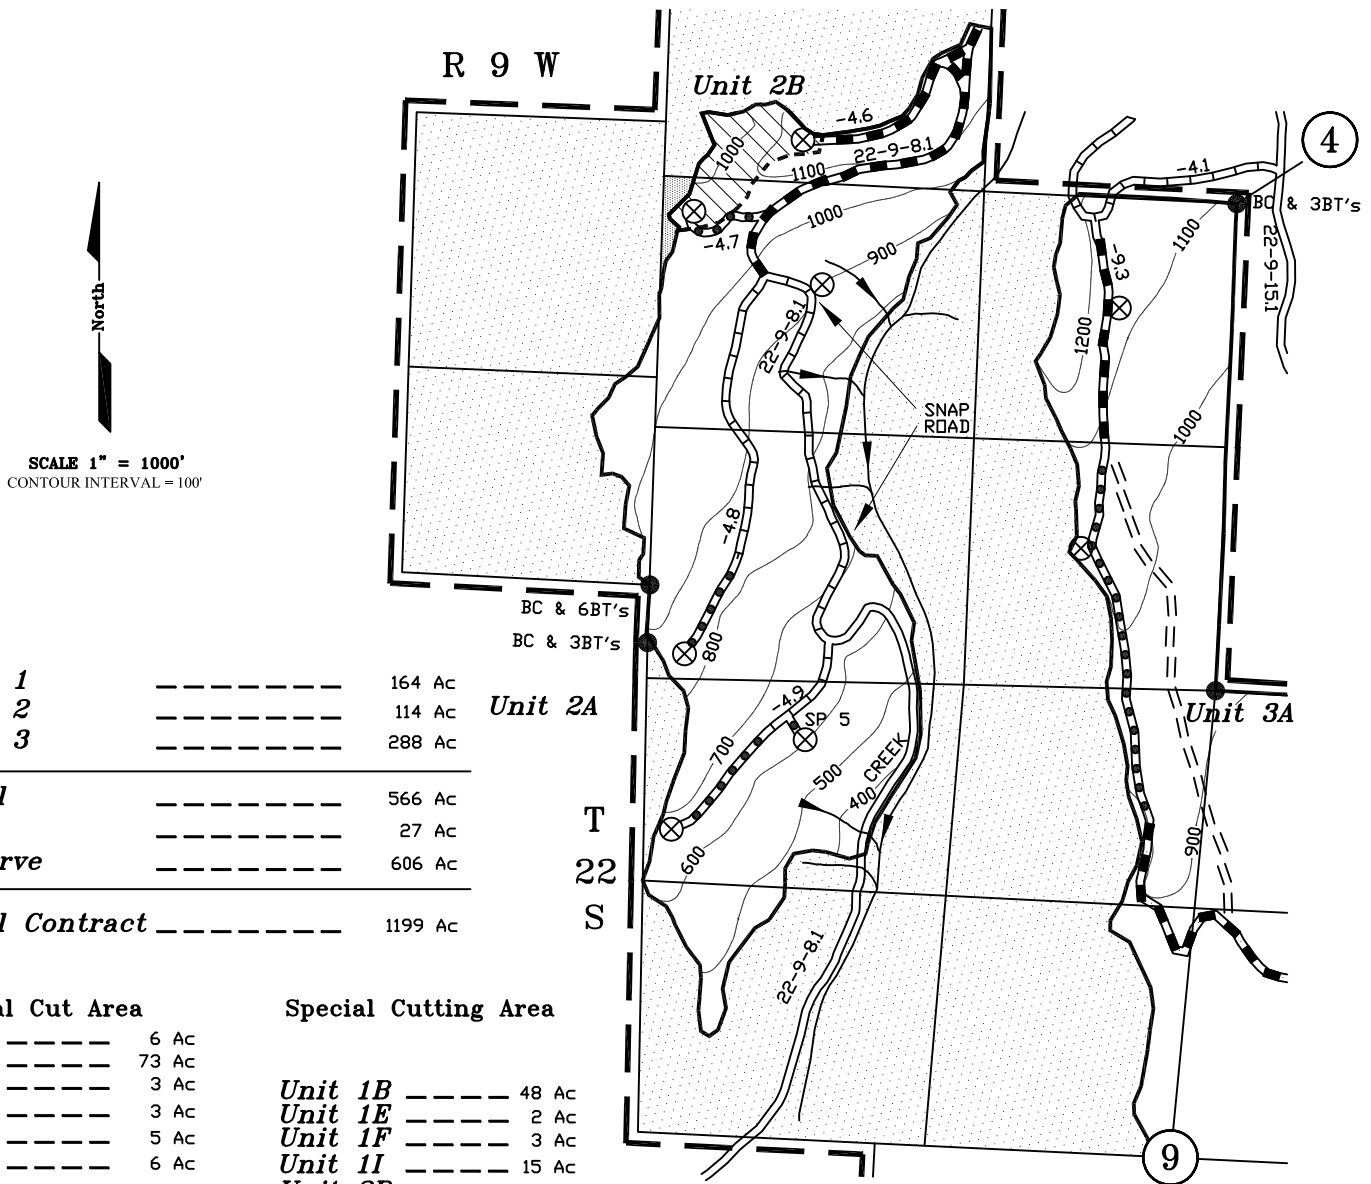 R 9 W
Unit 2B
-4.6
22-9-8.1
1000
1100
-4.7
1000
900
4
-4.1
BC & 3BT's
1100
-9.3
22-9-15.1
1200
North
SCALE 1" = 1000'
CONTOUR INTERVAL = 100'
22-9-8.1
SNAP
ROAD
1000
-4.8
BC & 6BT's
BC & 3BT's
800
1 164 Ac
2 114 Ac
3 288 Ac
Unit 2A
-4.9
SP 5
Unit 3A
700
500
CREEK
400
l 566 Ac
27 Ac
rve 606 Ac
l Contract 1199 Ac
T
22
S
600
900
22-9-8.1
al Cut Area
6 Ac
73 Ac
3 Ac
3 Ac
5 Ac
6 Ac
Special Cutting Area
Unit 1B 48 Ac
Unit 1E 2 Ac
Unit 1F 3 Ac
Unit 1I 15 Ac
9